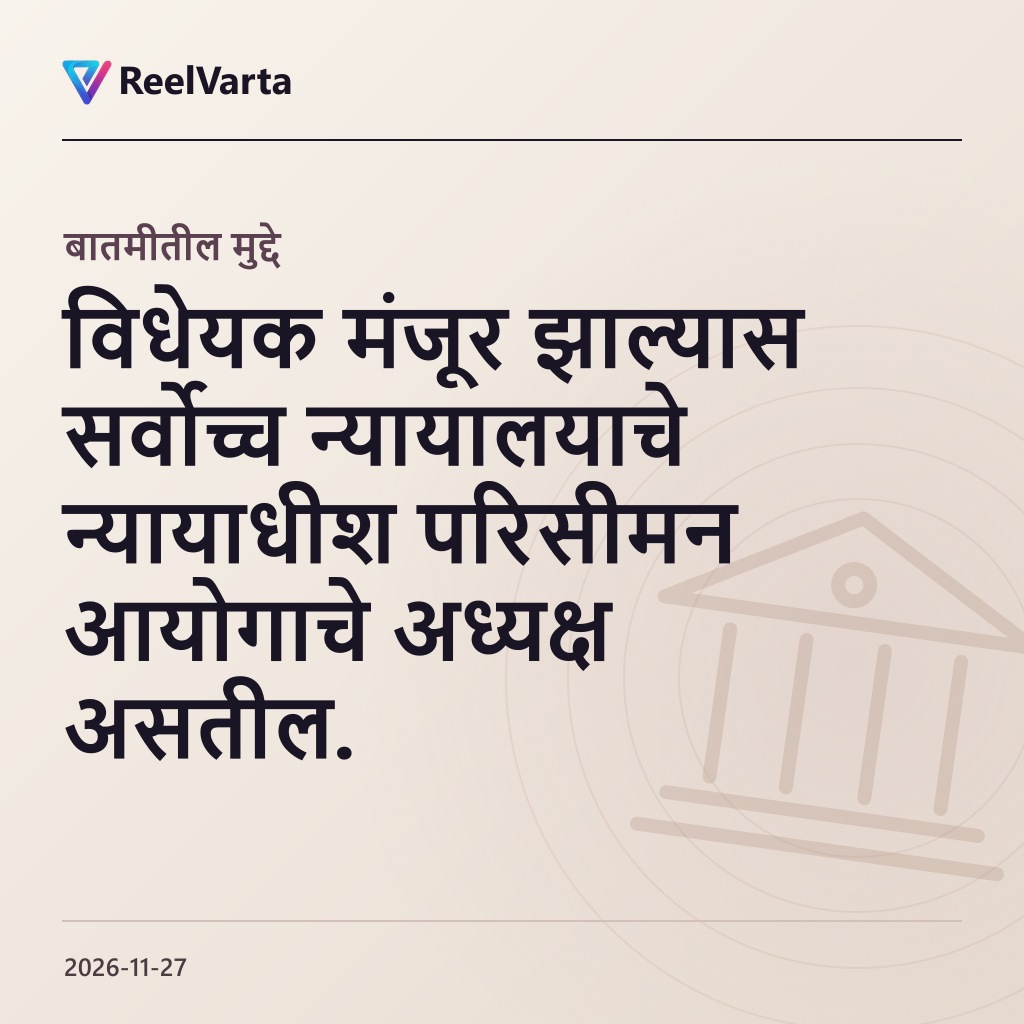 ReelVarta
बातमीतील मुद्दे
विधेयक मंजूर झाल्यास
सर्वोच्च न्यायालयाचे
न्यायाधीश परिसीमन
आयोगाचे अध्यक्ष
असतील.
2026-11-27